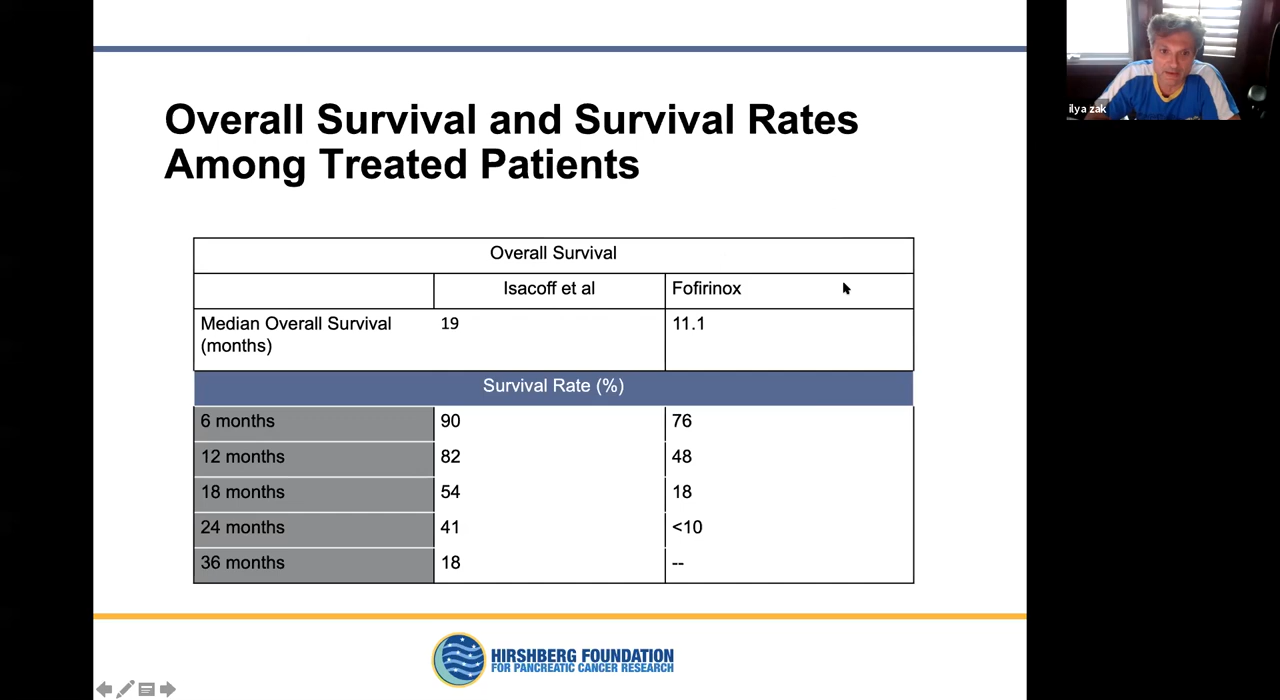 Overall Survival and Survival Rates
Among Treated Patients
ilya zak
Overall Survival
Isacoff et al
Fofirinox
Median Overall Survival
(months)
19
11.1
Survival Rate (%)
6 months
90
76
12 months
82
48
18 months
54
18
24 months
41
<10
36 months
18
--
HIRSHBERG FOUNDATION
FOR PANCREATIC CANCER RESEARCH